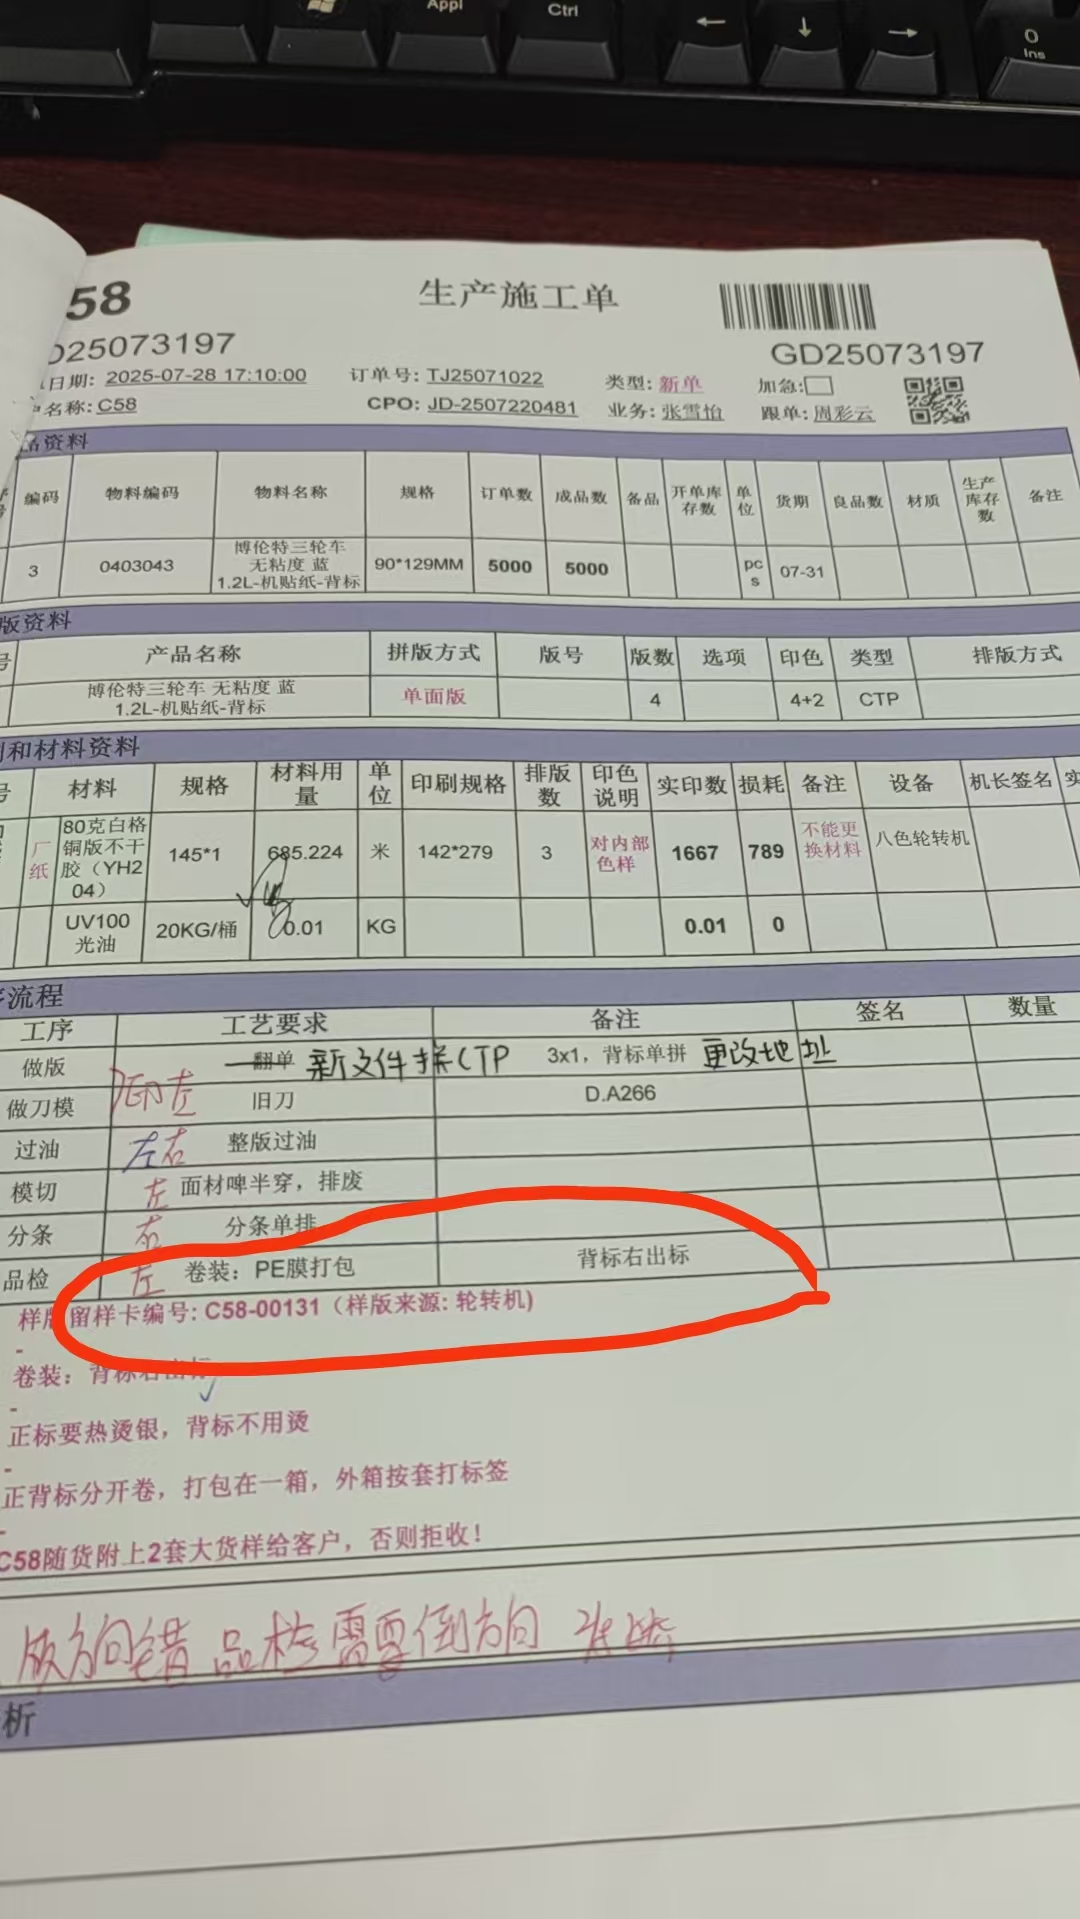 Appl
Ctrl
←
↓
→
0
Ins
58
生产施工单
D25073197
GD25073197
日期: 2025-07-28 17:10:00
订单号: TJ25071022
类型: 新单
加急:
名称: C58
CPO: JD-2507220481
业务: 张雪怡
跟单: 周彩云
品资料
号 编码 物料编码 物料名称 规格 订单数 成品数 备品 开单库存数 单位 货期 良品数 材质 生产库存数 备注
3 0403043 博伦特三轮车 无粘度 蓝 1.2L-机贴纸-背标 90*129MM 5000 5000 pcs 07-31
版资料
号 产品名称 拼版方式 版号 版数 选项 印色 类型 排版方式
博伦特三轮车 无粘度 蓝 1.2L-机贴纸-背标 单面版 4 4+2 CTP
和材料资料
号 材料 规格 材料用量 单位 印刷规格 排版数 印色说明 实印数 损耗 备注 设备 机长签名 实
厂纸 80克白格铜版不干胶（YH204） 145*1 685.224 米 142*279 3 对内部色样 1667 789 不能更换材料 八色轮转机
UV100光油 20KG/桶 0.01 KG 0.01 0
序流程
工序 工艺要求 备注 签名 数量
做版 翻单 新文件拼CTP 3x1，背标单拼 更改地址
做刀模 印左 旧刀 D.A266
过油 左右 整版过油
模切 左 面材啤半穿，排废
分条 右 分条单排
品检 左 卷装：PE膜打包 背标右出标
样版留样卡编号: C58-00131（样版来源: 轮转机)
-
卷装：背标右出标
-
正标要热烫银，背标不用烫
-
正背标分开卷，打包在一箱，外箱按套打标签
-
C58随货附上2套大货样给客户，否则拒收！
版方向错 品检需要倒方向
析